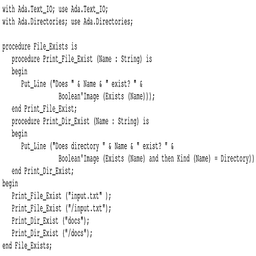 with Ada.Text_IO; use Ada.Text_IO;
with Ada.Directories; use Ada.Directories;
procedure File_Exists is
procedure Print_File_Exist (Name : String) is
begin
Put_Line ("Does " & Name & " exist? " &
Boolean'Image (Exists (Name)));
end Print_File_Exist;
procedure Print_Dir_Exist (Name : String) is
begin
Put_Line ("Does directory " & Name & " exist? " &
Boolean'Image (Exists (Name) and then Kind (Name) = Directory))
end Print_Dir_Exist;
begin
Print_File_Exist ("input.txt" );
Print_File_Exist ("/input.txt");
Print_Dir_Exist ("docs");
Print_Dir_Exist ("/docs");
end File_Exists;